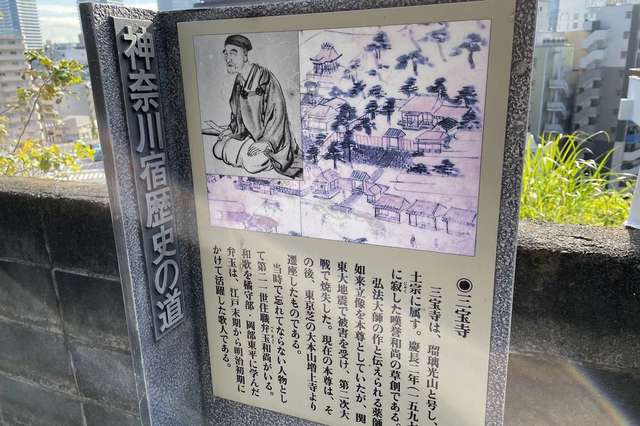 神奈川宿歴史の道
◉三宝寺
三宝寺は、瑠璃光山と号し、
土宗に属す。慶長二年(一五九
に寂した嘆誉和尚の草創である。
弘法大師の作と伝えられる薬師
如来立像を本尊としていたが、関
東大地震で被害を受け、第二次大
戦で焼失した。現在の本尊は、そ
の後、東京芝の大本山増上寺より
遷座したものである。
当時で忘れてならない人物とし
て第二一世住職弁玉和尚がいる。
和歌を橘守部・岡部東平に学んだ
弁玉は、江戸末期から明治初期に
かけて活躍した歌人である。